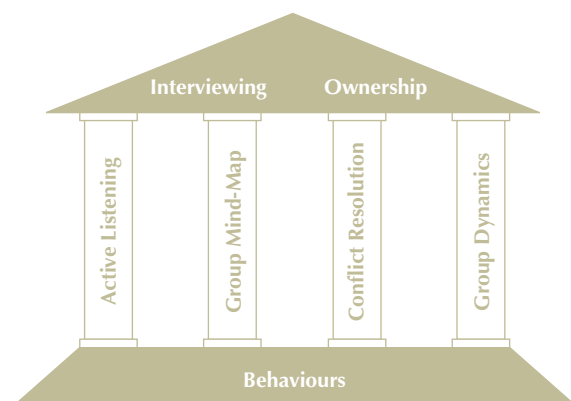 Interviewing Ownership
Active Listening
Group Mind-Map
Conflict Resolution
Group Dynamics
Behaviours